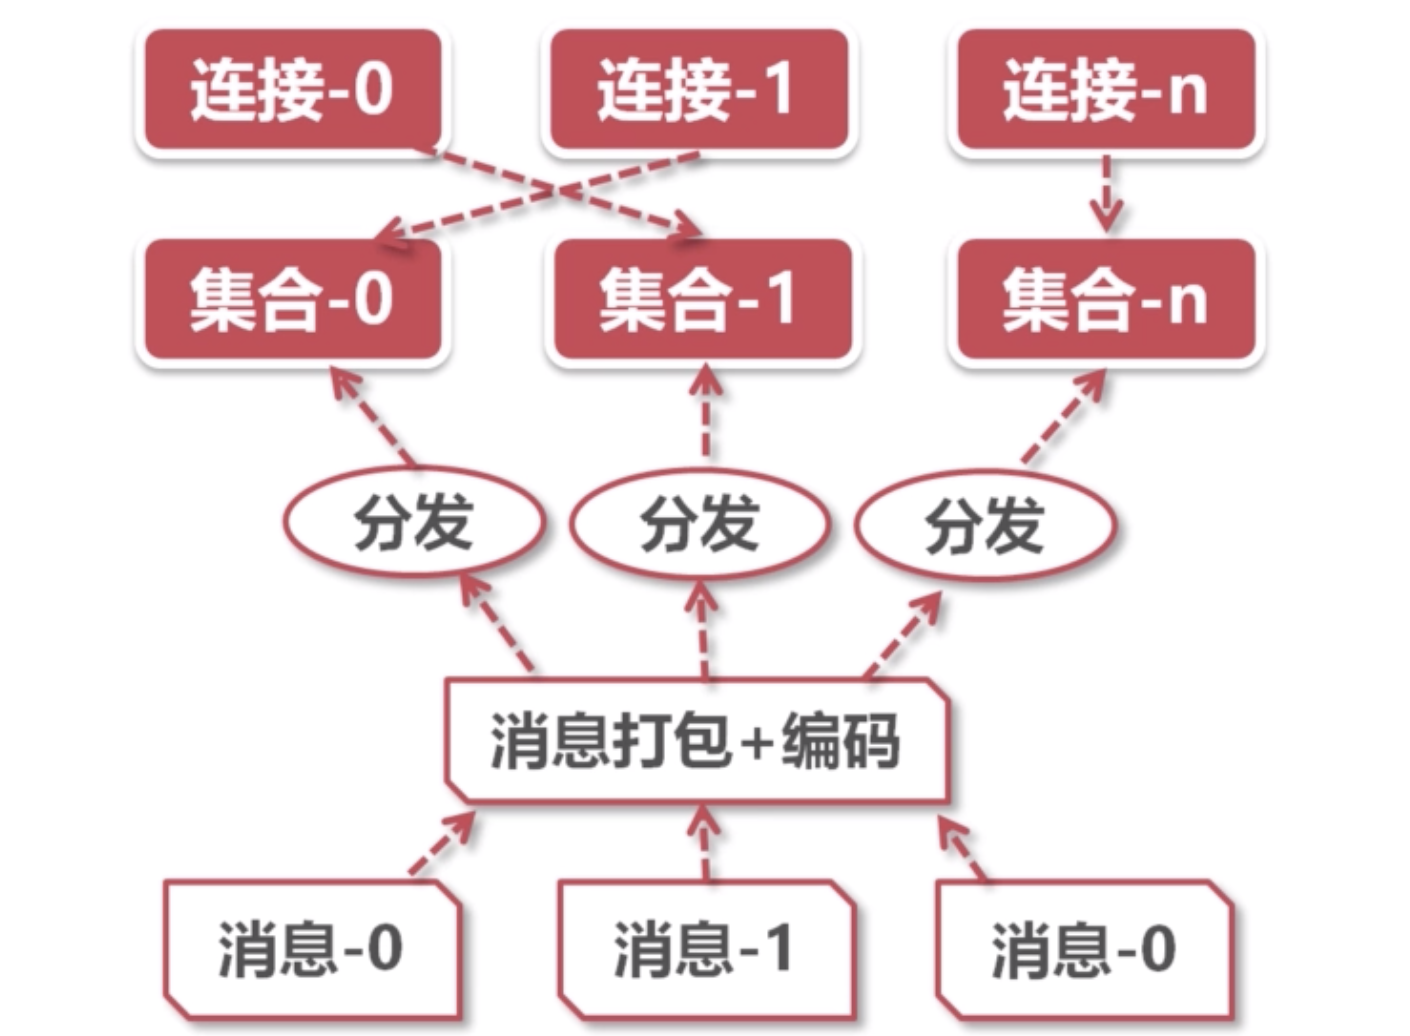 连接-0
连接-1
连接-n
集合-0
集合-1
集合-n
分发
分发
分发
消息打包+编码
消息-0
消息-1
消息-0